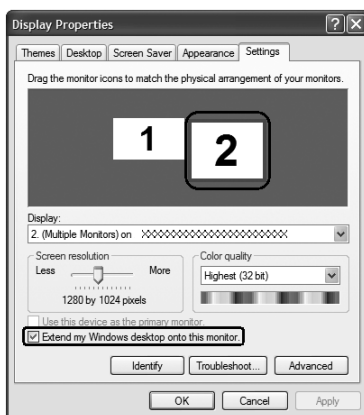 Display Properties
Themes Desktop Screen Saver Appearance Settings
Drag the monitor icons to match the physical arrangement of your monitors.
1 2
Display:
2. (Multiple Monitors) on XXXXXXXXXXXXXXXXXXXXXX
Screen resolution
Less More
1280 by 1024 pixels
Color quality
Highest (32 bit)
Use this device as the primary monitor.
Extend my Windows desktop onto this monitor.
Identify Troubleshoot... Advanced
OK Cancel Apply